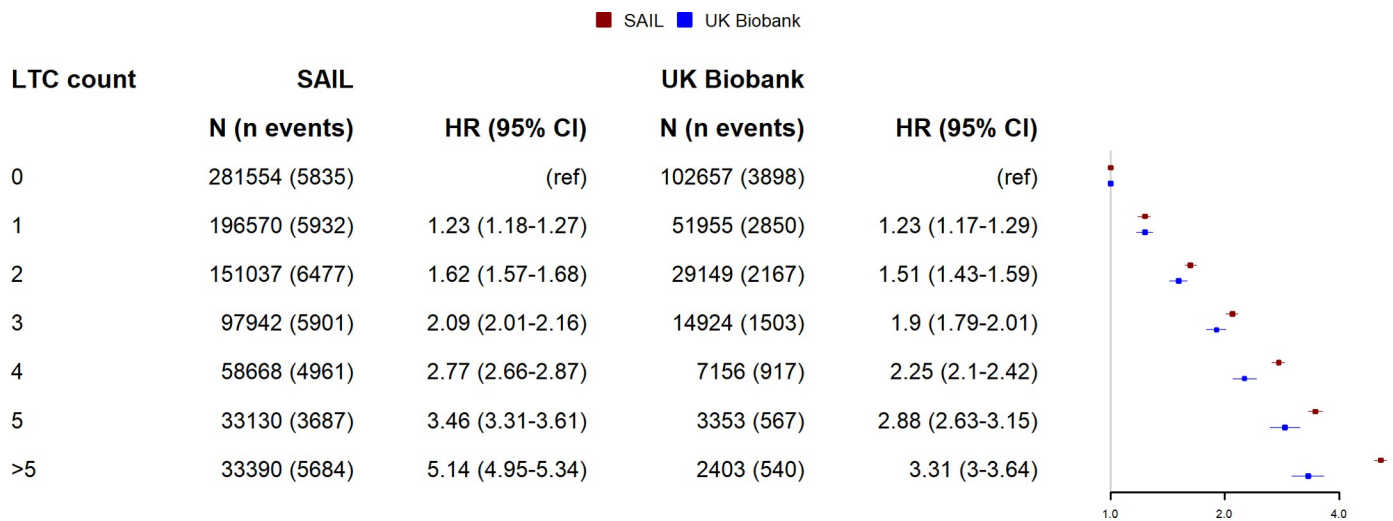 SAIL UK Biobank
LTC count SAIL UK Biobank
N (n events) HR (95% CI) N (n events) HR (95% CI)
0 281554 (5835) (ref) 102657 (3898) (ref)
1 196570 (5932) 1.23 (1.18-1.27) 51955 (2850) 1.23 (1.17-1.29)
2 151037 (6477) 1.62 (1.57-1.68) 29149 (2167) 1.51 (1.43-1.59)
3 97942 (5901) 2.09 (2.01-2.16) 14924 (1503) 1.9 (1.79-2.01)
4 58668 (4961) 2.77 (2.66-2.87) 7156 (917) 2.25 (2.1-2.42)
5 33130 (3687) 3.46 (3.31-3.61) 3353 (567) 2.88 (2.63-3.15)
>5 33390 (5684) 5.14 (4.95-5.34) 2403 (540) 3.31 (3-3.64)
1.0 2.0 4.0